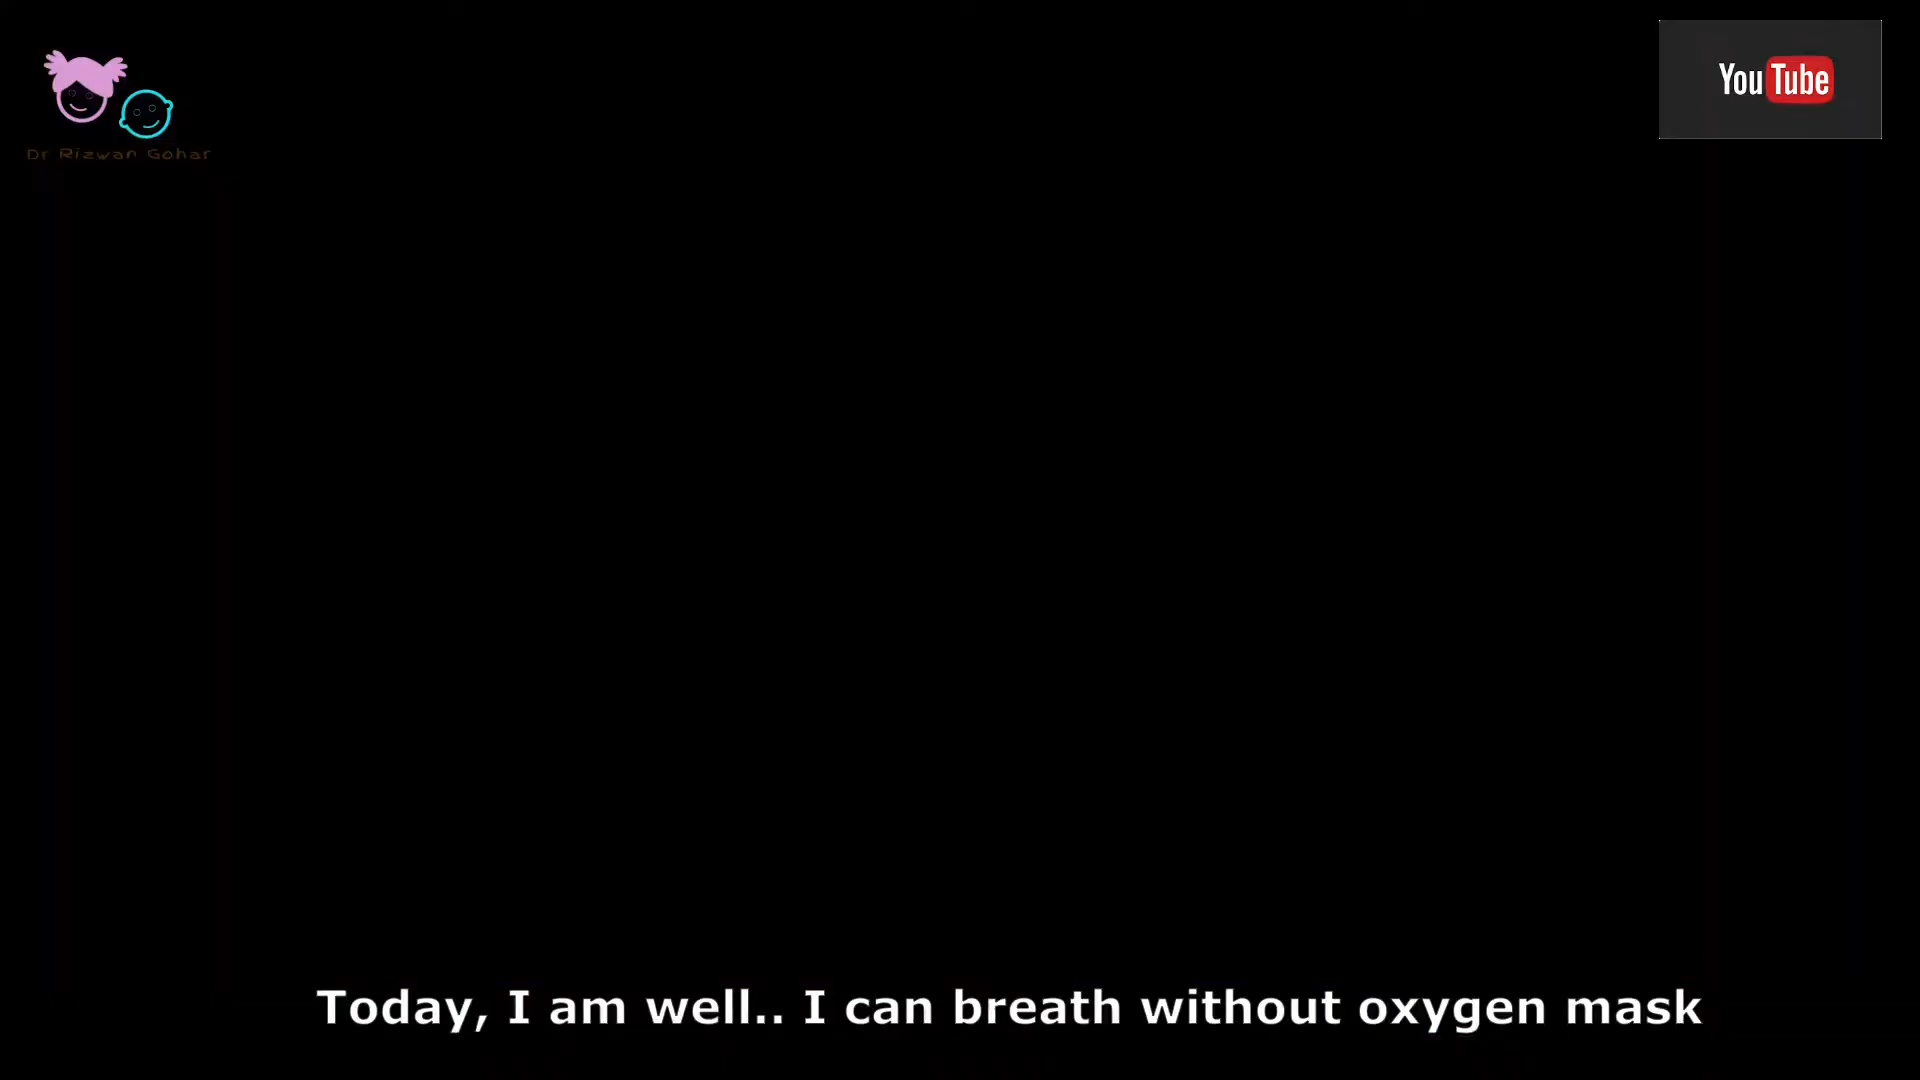 YouTube
Dr Rizwan Gohar
Today, I am well.. I can breath without oxygen mask